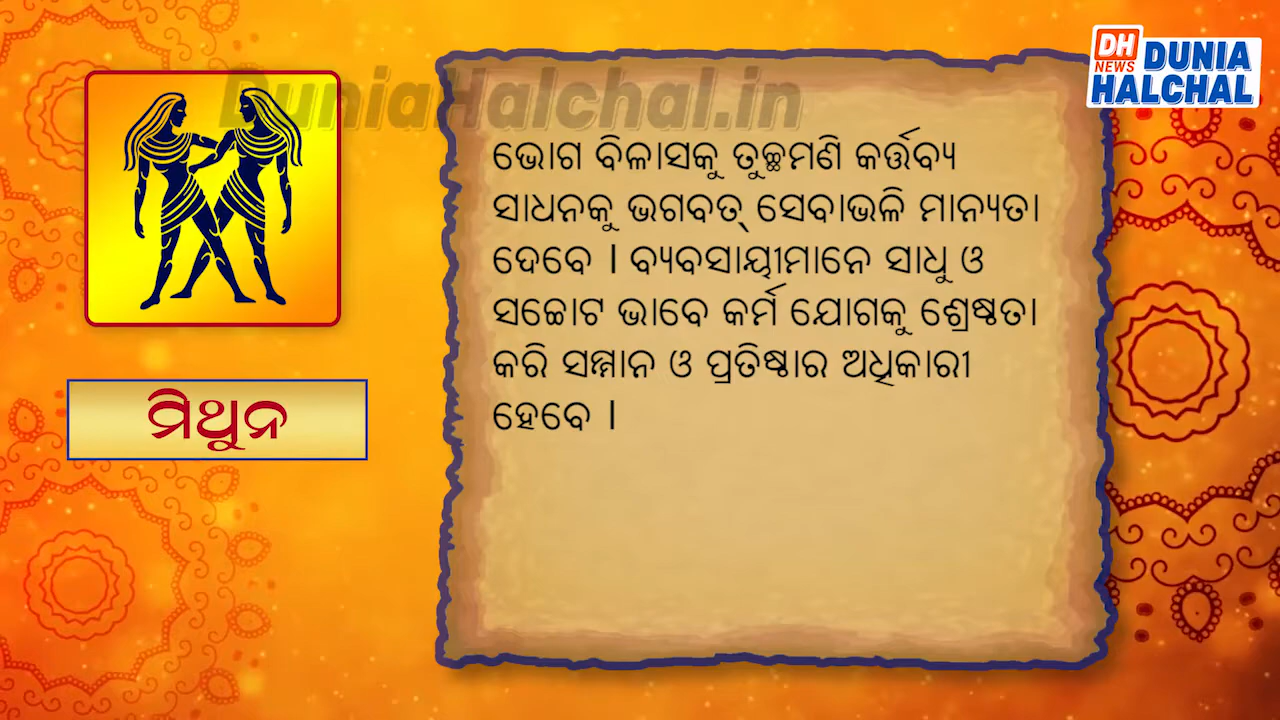 DH
NEWS
DUNIA
HALCHAL
DuniaHalchal.in
ଭୋଗ ବିଳାସକୁ ତୁଚ୍ଛମଣି କର୍ତ୍ତବ୍ୟ
ସାଧନକୁ ଭଗବତ୍ ସେବାଭଳି ମାନ୍ୟତା
ଦେବେ । ବ୍ୟବସାୟୀମାନେ ସାଧୁ ଓ
ସଚ୍ଚୋଟ ଭାବେ କର୍ମ ଯୋଗକୁ ଶ୍ରେଷ୍ଠତା
କରି ସମ୍ମାନ ଓ ପ୍ରତିଷ୍ଠାର ଅଧିକାରୀ
ହେବେ ।
ମିଥୁନ